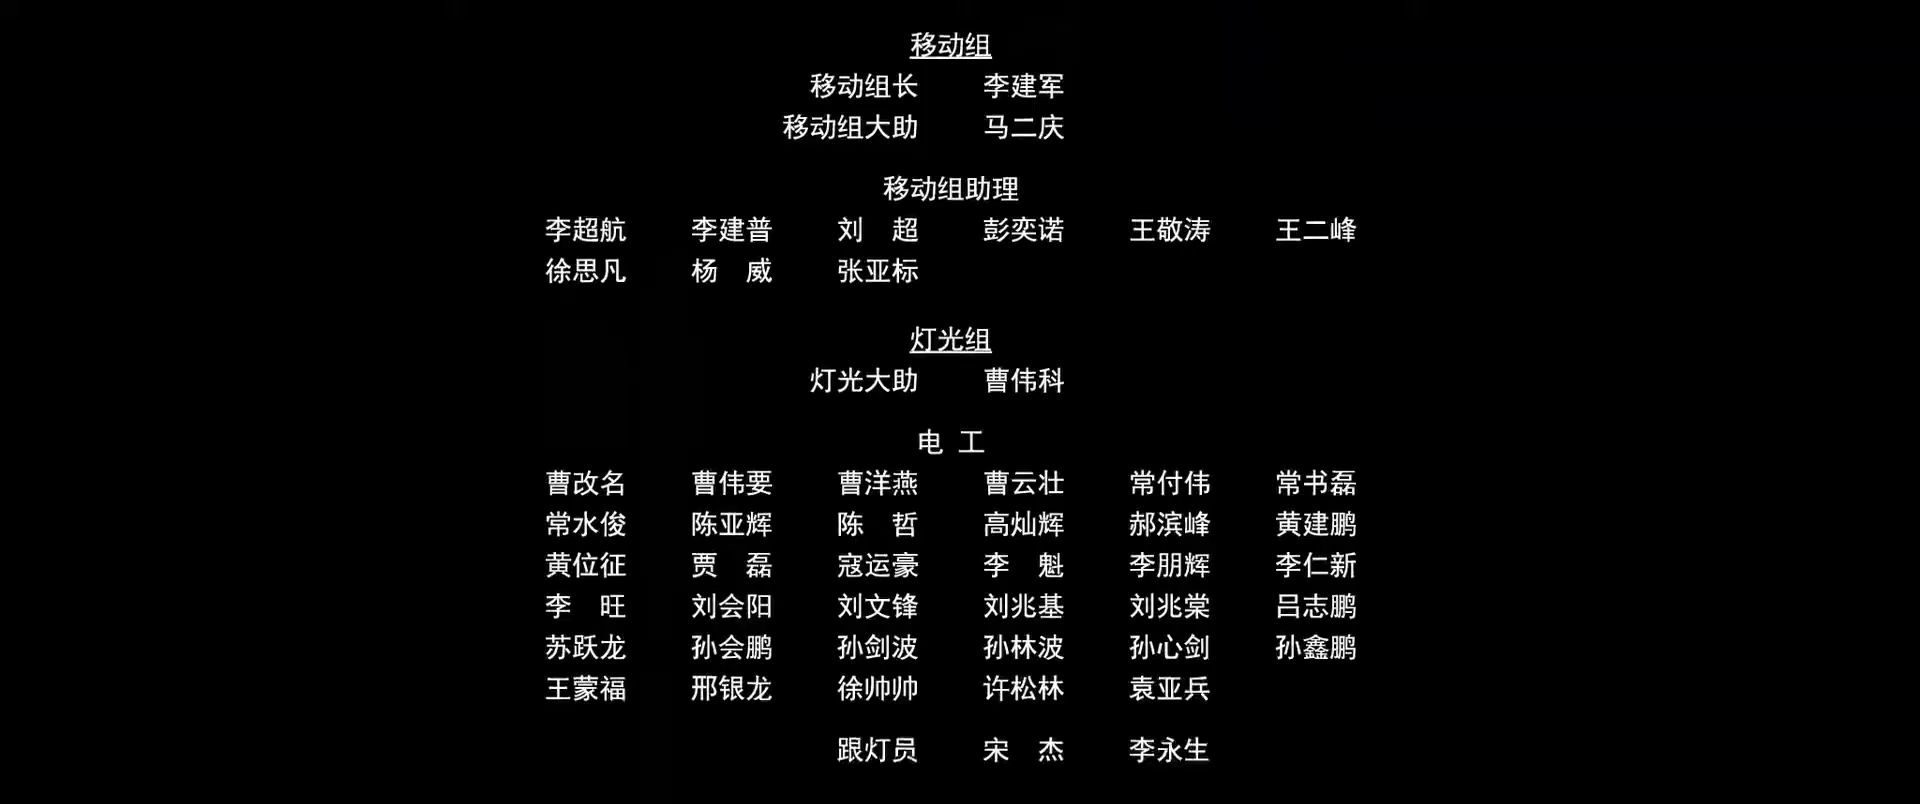 移动组
移动组长 李建军
移动组大助 马二庆
移动组助理
李超航 李建普 刘 超 彭奕诺 王敬涛 王二峰
徐思凡 杨 威 张亚标
灯光组
灯光大助 曹伟科
电 工
曹改名 曹伟要 曹洋燕 曹云壮 常付伟 常书磊
常水俊 陈亚辉 陈 哲 高灿辉 郝滨峰 黄建鹏
黄位征 贾 磊 寇运豪 李 魁 李朋辉 李仁新
李 旺 刘会阳 刘文锋 刘兆基 刘兆棠 吕志鹏
苏跃龙 孙会鹏 孙剑波 孙林波 孙心剑 孙鑫鹏
王蒙福 邢银龙 徐帅帅 许松林 袁亚兵
跟灯员 宋 杰 李永生